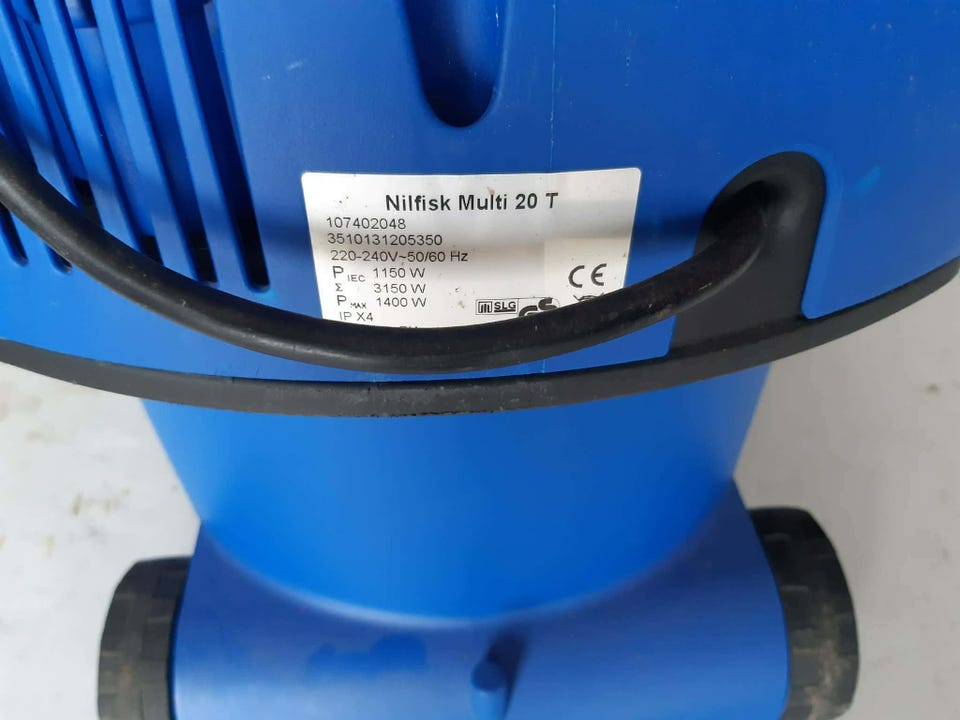 Nilfisk Multi 20 T
107402048
3510131205350
220-240V~50/60 Hz
P IEC 1150 W
Σ 3150 W
P MAX 1400 W
IP X4
CE
SLG
GS